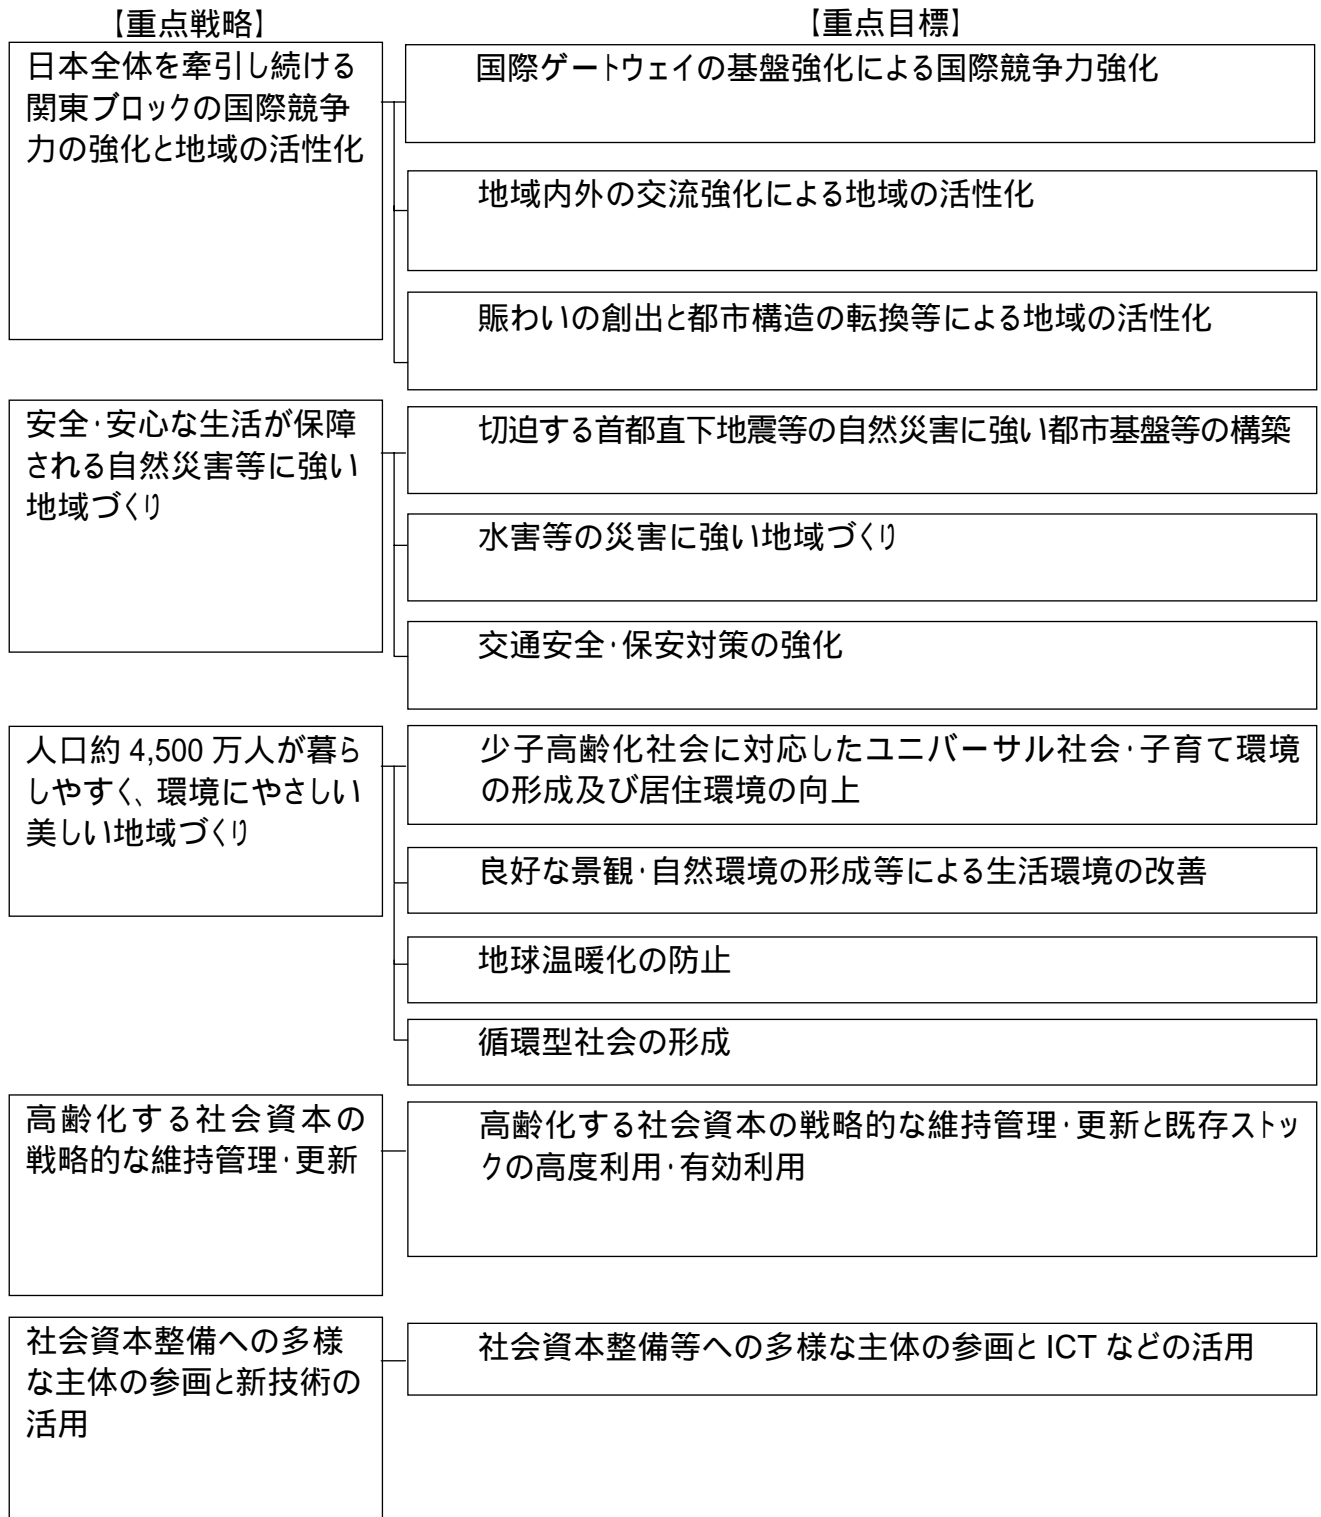 【重点戦略】
【重点目標】
日本全体を牽引し続ける
関東ブロックの国際競争
力の強化と地域の活性化
国際ゲートウェイの基盤強化による国際競争力強化
地域内外の交流強化による地域の活性化
賑わいの創出と都市構造の転換等による地域の活性化
安全・安心な生活が保障
される自然災害等に強い
地域づくり
切迫する首都直下地震等の自然災害に強い都市基盤等の構築
水害等の災害に強い地域づくり
交通安全・保安対策の強化
人口約 4,500 万人が暮ら
しやすく、環境にやさしい
美しい地域づくり
少子高齢化社会に対応したユニバーサル社会・子育て環境
の形成及び居住環境の向上
良好な景観・自然環境の形成等による生活環境の改善
地球温暖化の防止
循環型社会の形成
高齢化する社会資本の
戦略的な維持管理・更新
高齢化する社会資本の戦略的な維持管理・更新と既存ストッ
クの高度利用・有効利用
社会資本整備への多様
な主体の参画と新技術の
活用
社会資本整備等への多様な主体の参画と ICT などの活用